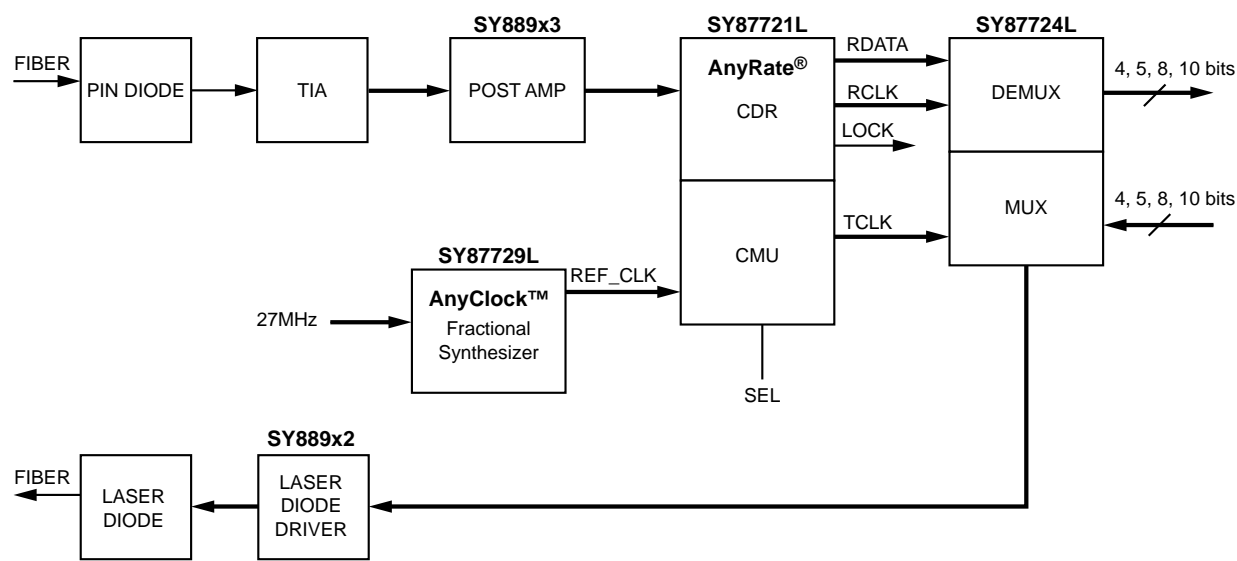 SY889x3
SY87721L
SY87724L
FIBER
PIN DIODE
TIA
POST AMP
AnyRate®
CDR
RDATA
RCLK
LOCK
DEMUX
4, 5, 8, 10 bits
CMU
TCLK
MUX
4, 5, 8, 10 bits
SY87729L
27MHz
AnyClock™
Fractional
Synthesizer
REF_CLK
SEL
SY889x2
FIBER
LASER
DIODE
LASER
DIODE
DRIVER